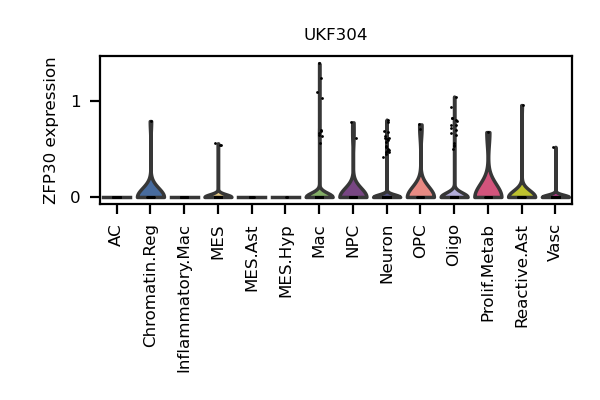 UKF304
ZFP30 expression
1
0
AC
Chromatin.Reg
Inflammatory.Mac
MES
MES.Ast
MES.Hyp
Mac
NPC
Neuron
OPC
Oligo
Prolif.Metab
Reactive.Ast
Vasc